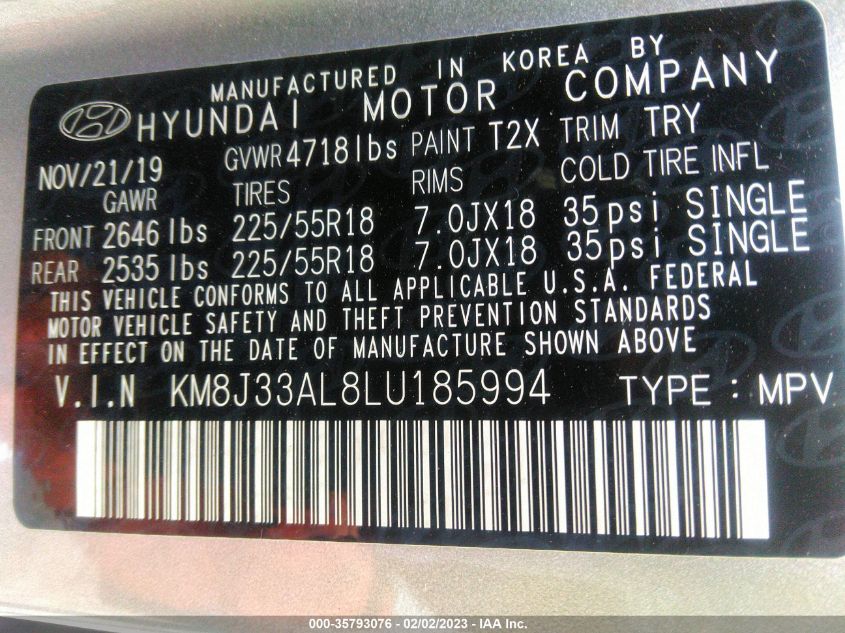 MANUFACTURED IN KOREA BY
HYUNDAI MOTOR COMPANY
NOV/21/19 GVWR 4718lbs PAINT T2X TRIM TRY
GAWR TIRES RIMS COLD TIRE INFL
FRONT 2646 lbs 225/55R18 7.0JX18 35psi SINGLE
REAR 2535 lbs 225/55R18 7.0JX18 35psi SINGLE
THIS VEHICLE CONFORMS TO ALL APPLICABLE U.S.A. FEDERAL
MOTOR VEHICLE SAFETY AND THEFT PREVENTION STANDARDS
IN EFFECT ON THE DATE OF MANUFACTURE SHOWN ABOVE
V.I.N KM8J33AL8LU185994 TYPE : MPV
000-35793076 - 02/02/2023 - IAA Inc.